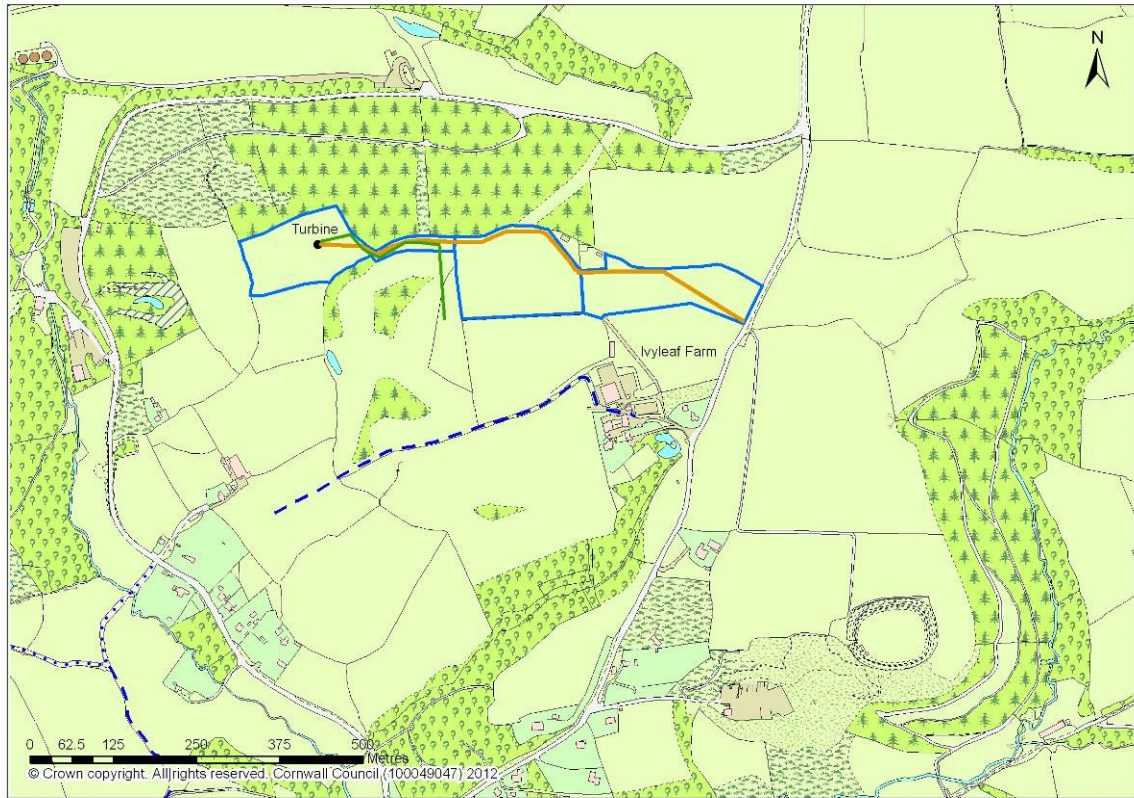 N
Turbine
Ivyleaf Farm
0 62.5 125 250 375 500
Metres
© Crown copyright. All rights reserved. Cornwall Council (100049047) 2012